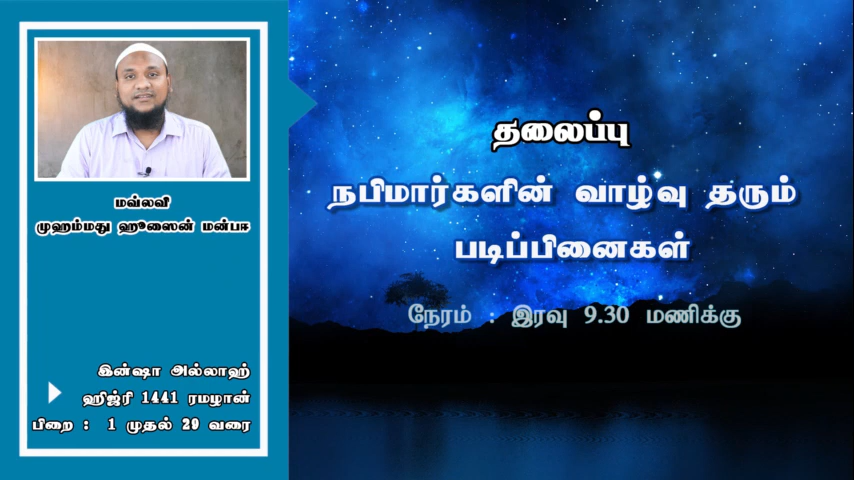 மவ்லவீ
முஹம்மது ஹூஸைன் மன்பஈ
இன்ஷா அல்லாஹ்
ஹிஜ்ரி 1441 ரமழான்
பிறை : 1 முதல் 29 வரை
தலைப்பு
நபிமார்களின் வாழ்வு தரும்
படிப்பினைகள்
நேரம் : இரவு 9.30 மணிக்கு